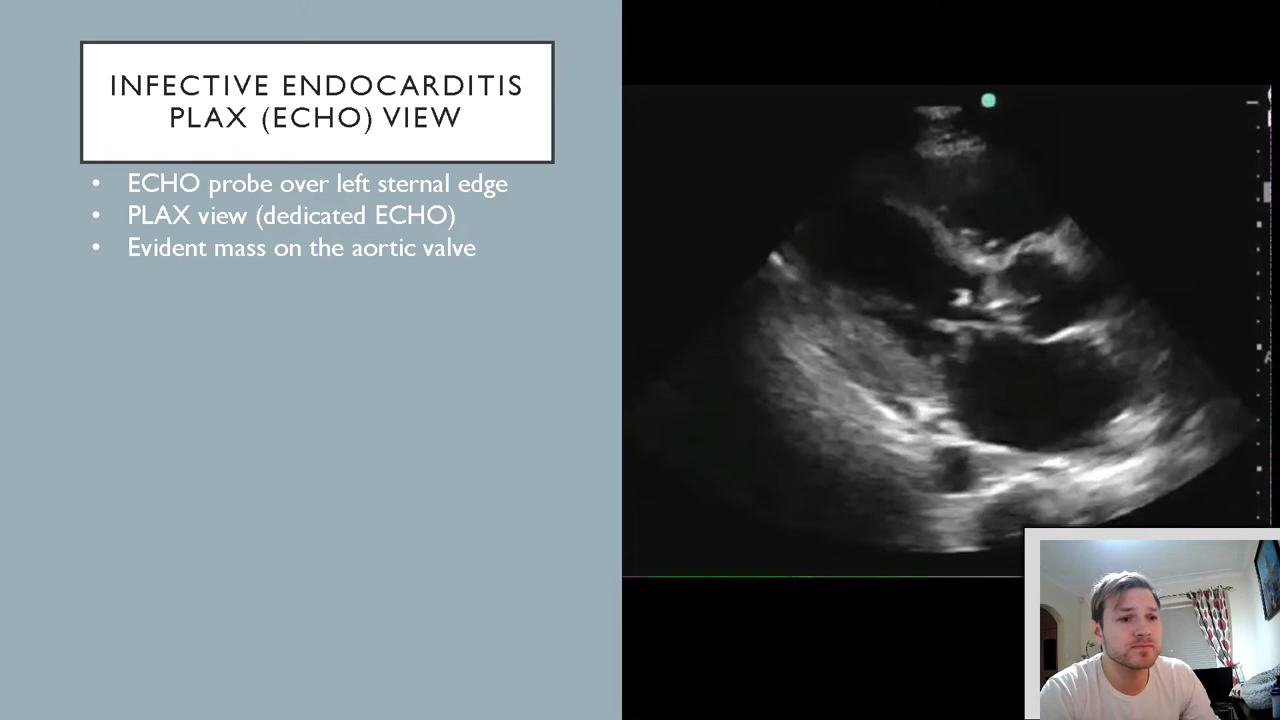 INFECTIVE ENDOCARDITIS
PLAX (ECHO) VIEW
• ECHO probe over left sternal edge
• PLAX view (dedicated ECHO)
• Evident mass on the aortic valve